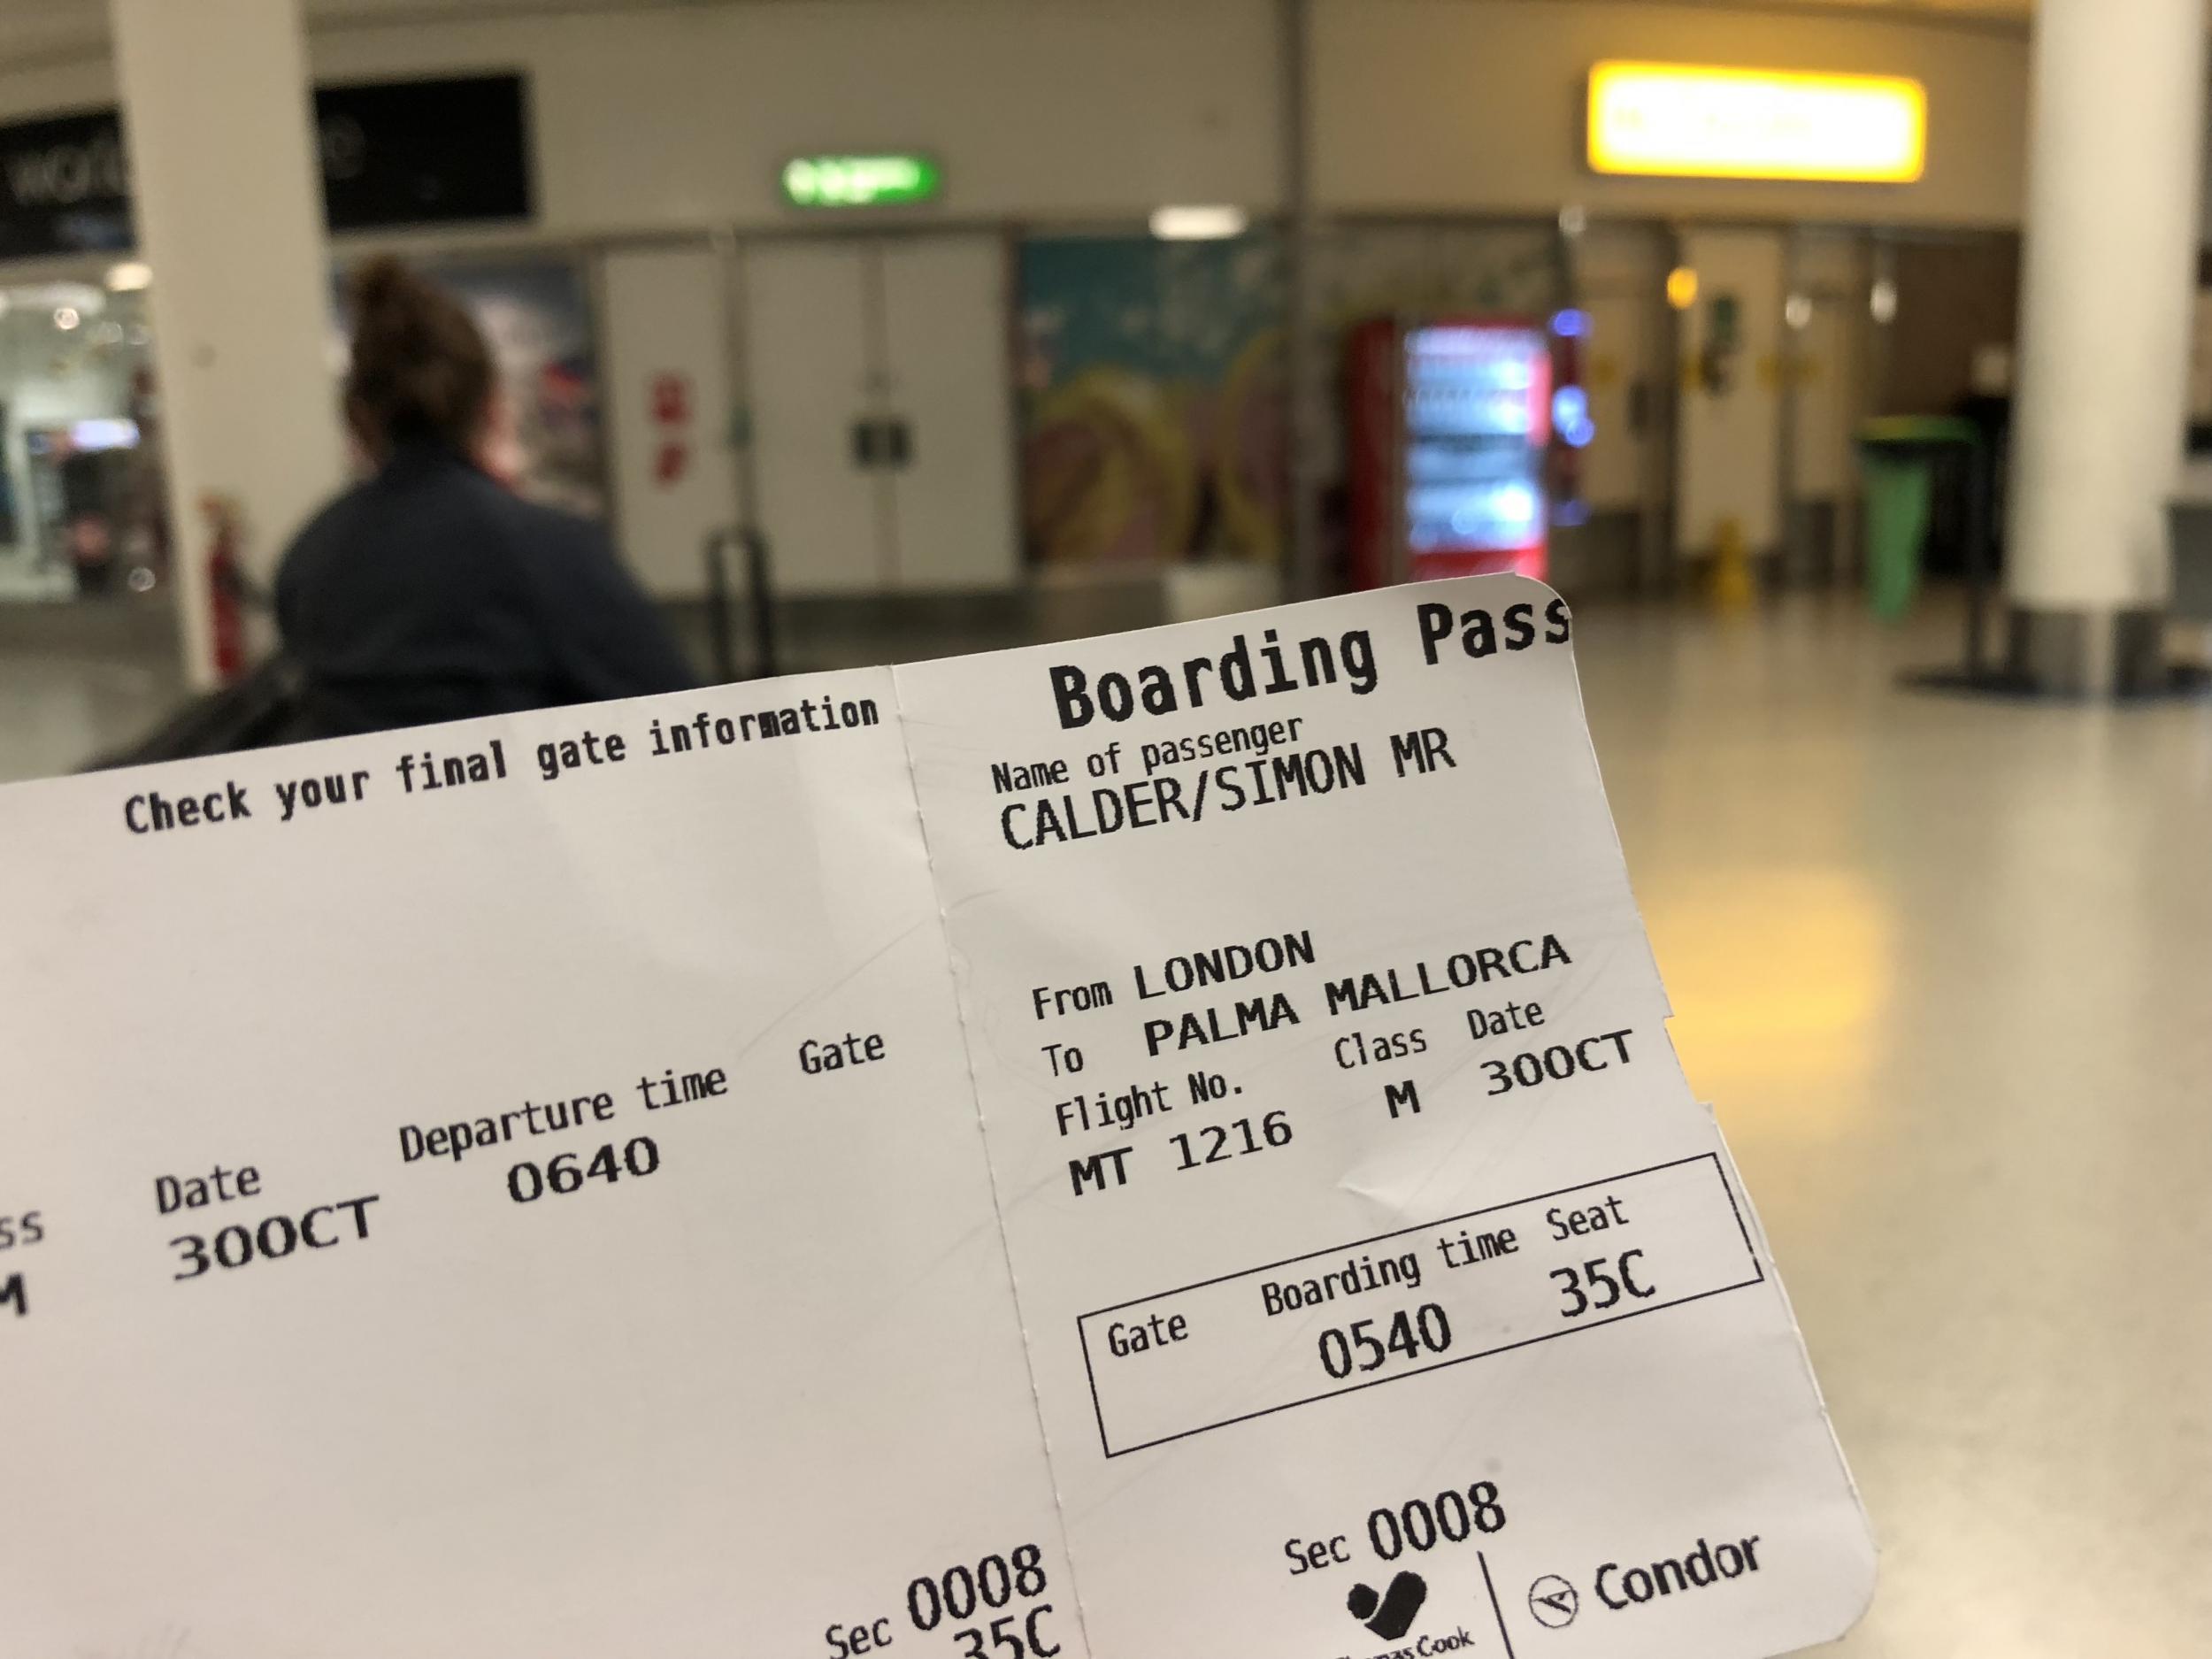 Check your final gate information
Date
Departure time
Gate
ss
M
30OCT
0640
Sec 0008
35C
Boarding Pass
Name of passenger
CALDER/SIMON MR
From LONDON
To PALMA MALLORCA
Flight No.
Class
Date
MT 1216
M
30OCT
Gate
Boarding time
Seat
0540
35C
Sec 0008
Cook
Condor